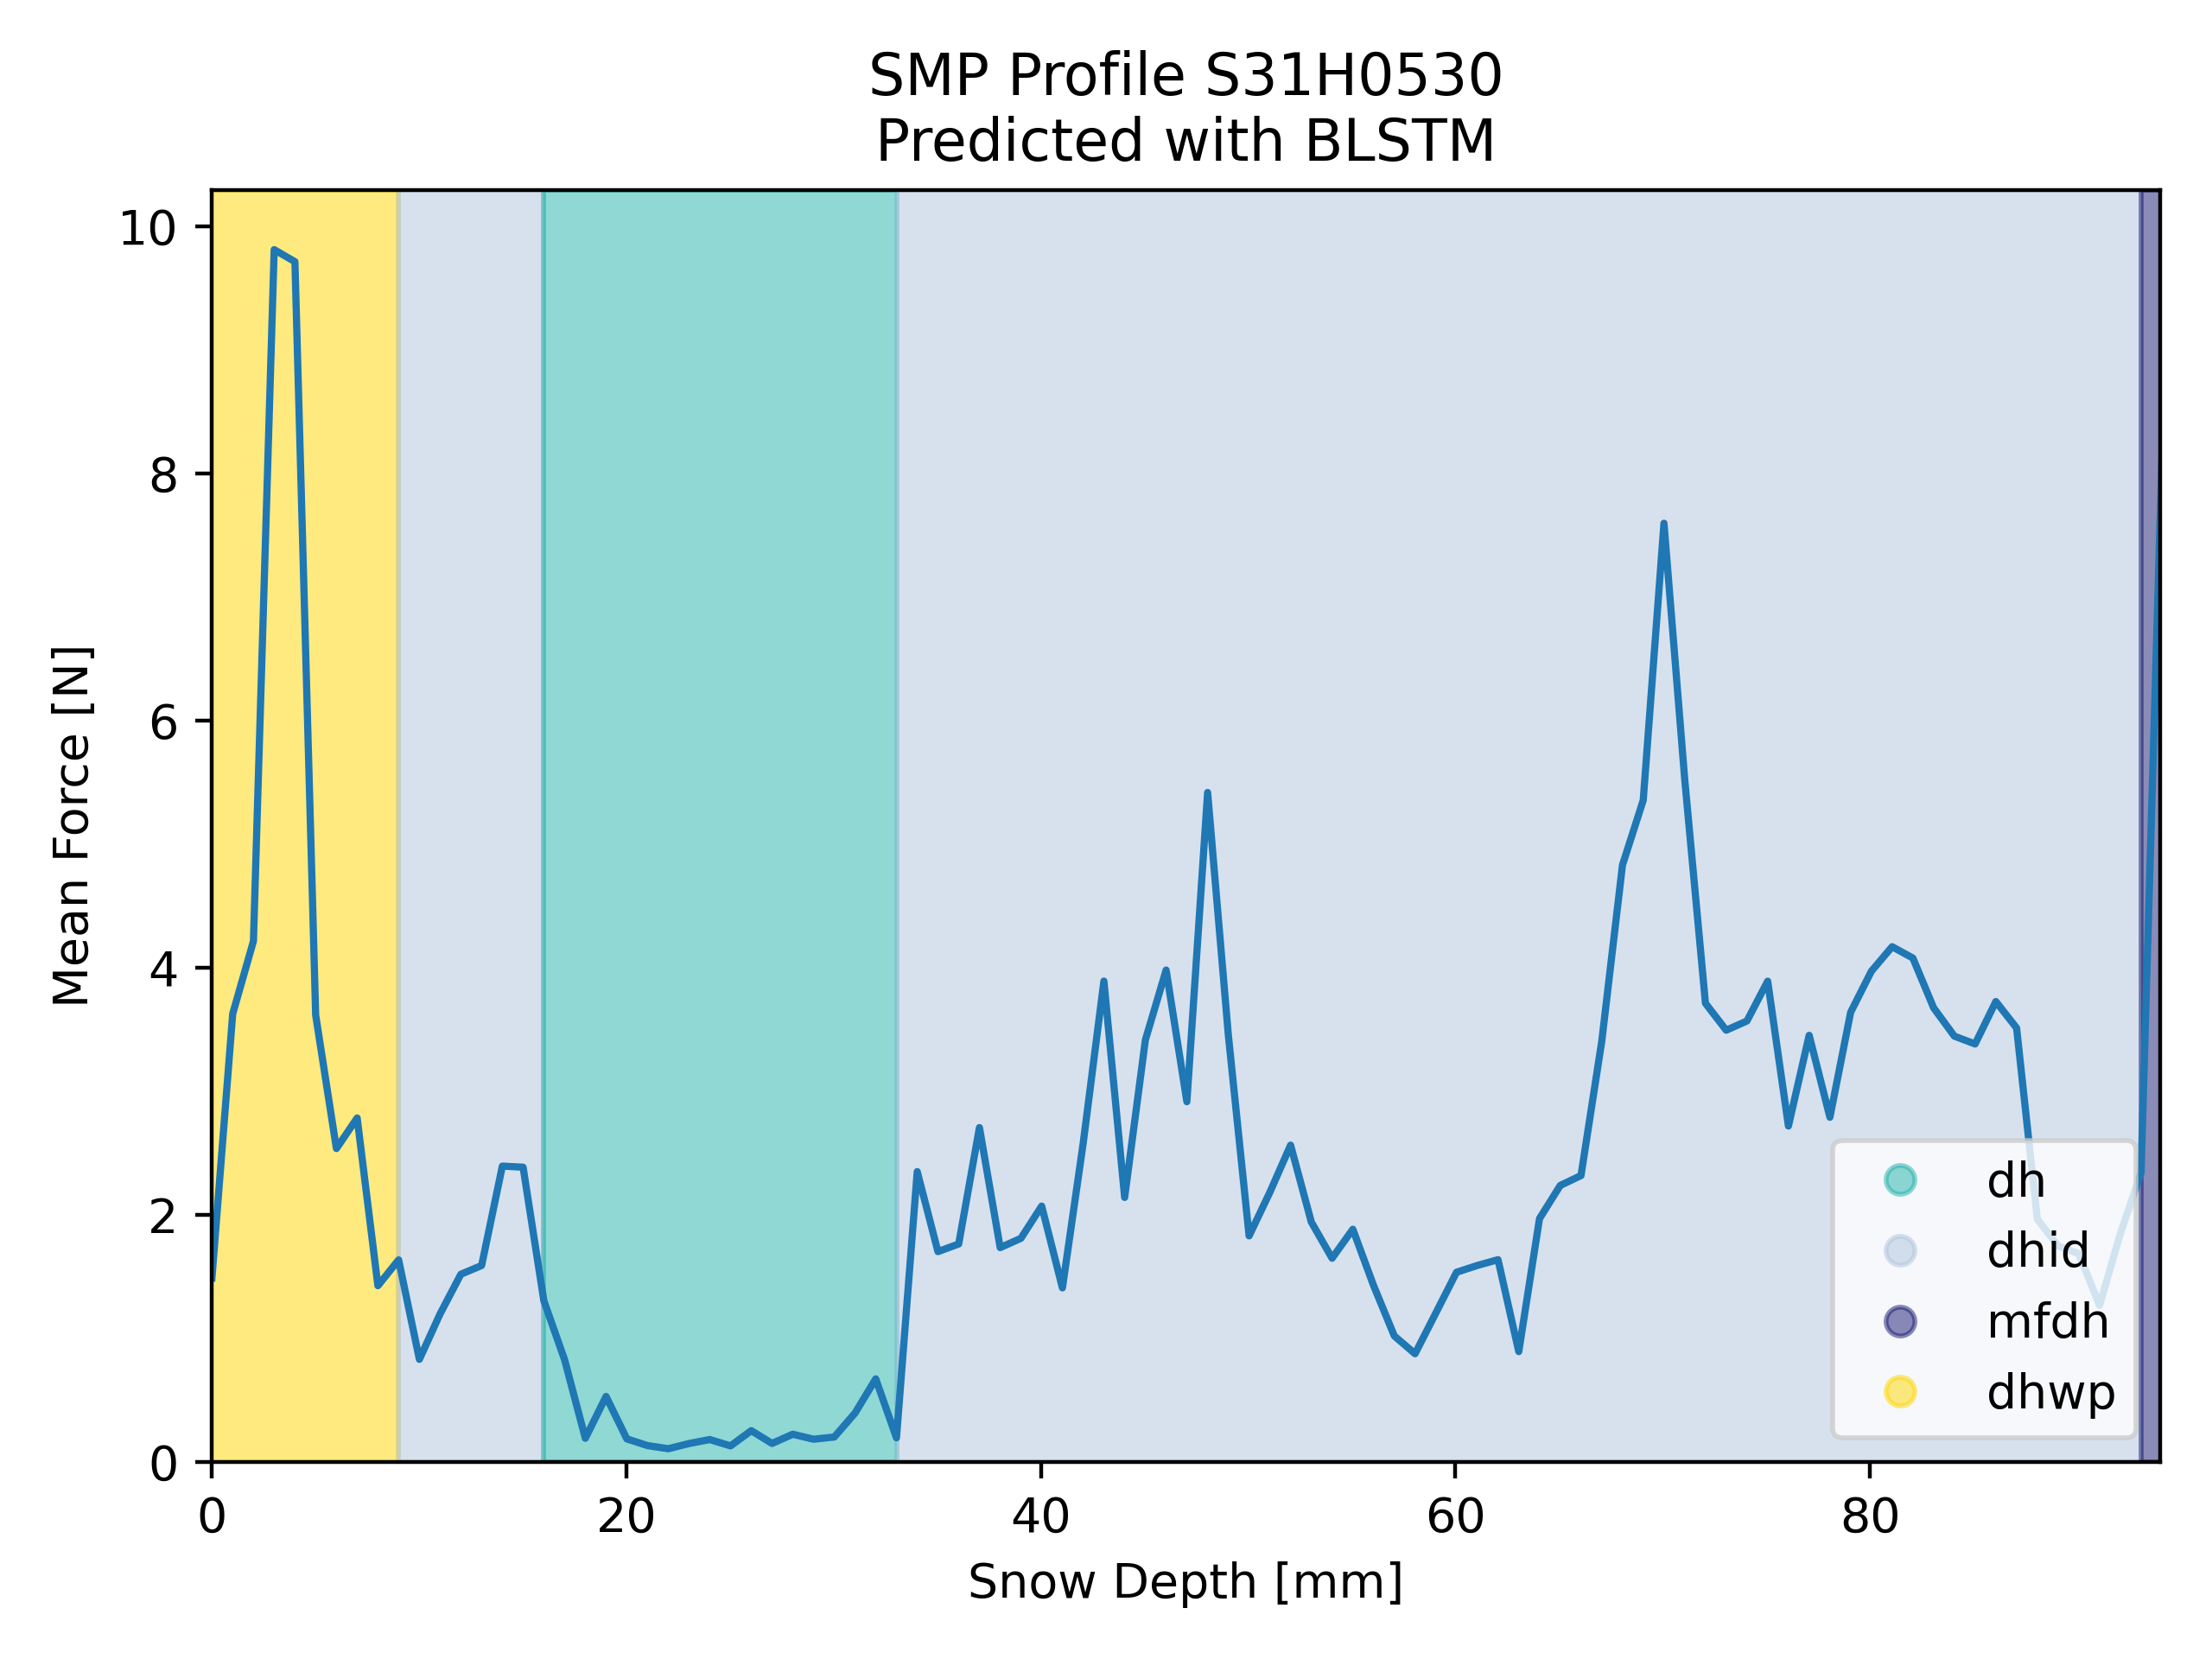 SMP Profile S31H0530
Predicted with BLSTM
Mean Force [N]
10
8
6
4
2
0
0 20 40 60 80
Snow Depth [mm]
dh
dhid
mfdh
dhwp